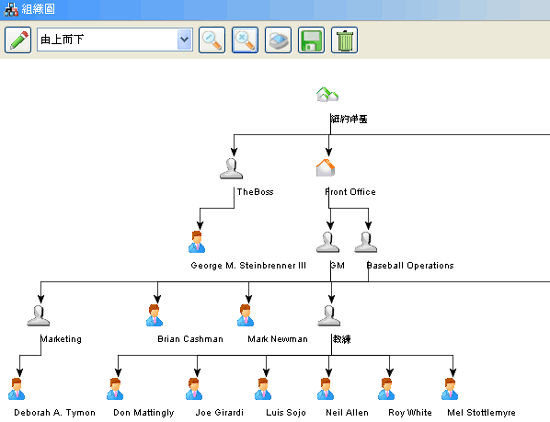 組織圖
由上而下
紐約洋基
TheBoss
Front Office
George M. Steinbrenner III
GM
Baseball Operations
Marketing
Brian Cashman
Mark Newman
教練
Deborah A. Tymon
Don Mattingly
Joe Girardi
Luis Sojo
Neil Allen
Roy White
Mel Stottlemyre